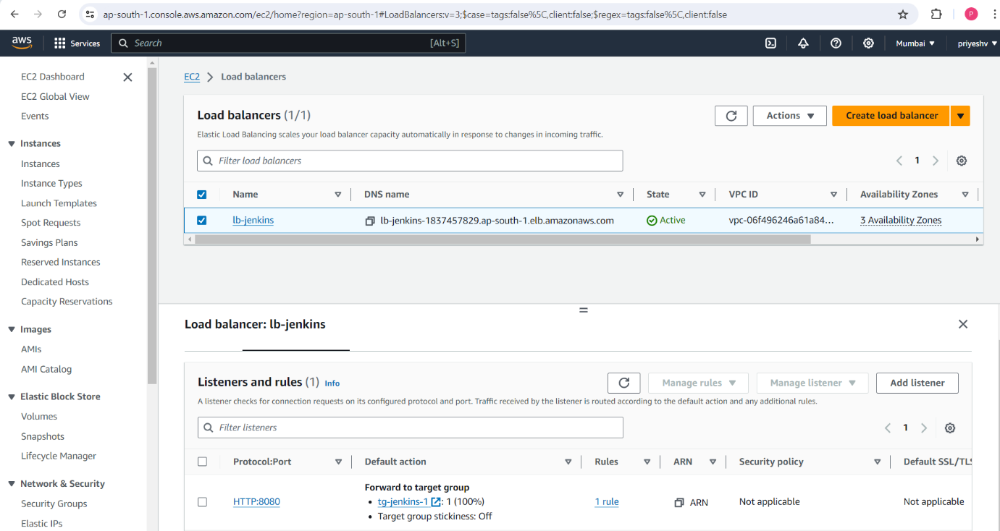 ap-south-1.console.aws.amazon.com/ec2/home?region=ap-south-1#LoadBalancers:v=3;$case=tags:false%5C,client:false;$regex=tags:false%5C,client:false
P
aws
Services
Search
[Alt+S]
Mumbai
priyeshv
EC2 Dashboard
EC2 Global View
Events
Instances
Instances
Instance Types
Launch Templates
Spot Requests
Savings Plans
Reserved Instances
Dedicated Hosts
Capacity Reservations
Images
AMIs
AMI Catalog
Elastic Block Store
Volumes
Snapshots
Lifecycle Manager
Network & Security
Security Groups
Elastic IPs
EC2 > Load balancers
Load balancers (1/1)
Actions
Create load balancer
Elastic Load Balancing scales your load balancer capacity automatically in response to changes in incoming traffic.
Filter load balancers
1
Name DNS name State VPC ID Availability Zones
lb-jenkins lb-jenkins-1837457829.ap-south-1.elb.amazonaws.com Active vpc-06f496246a61a84... 3 Availability Zones
Load balancer: lb-jenkins
Listeners and rules (1) Info
Manage rules
Manage listener
Add listener
A listener checks for connection requests on its configured protocol and port. Traffic received by the listener is routed according to the default action and any additional rules.
Filter listeners
1
Protocol:Port Default action Rules ARN Security policy Default SSL/TLS
HTTP:8080
Forward to target group
• tg-jenkins-1 : 1 (100%)
• Target group stickiness: Off
1 rule
ARN
Not applicable
Not applicable